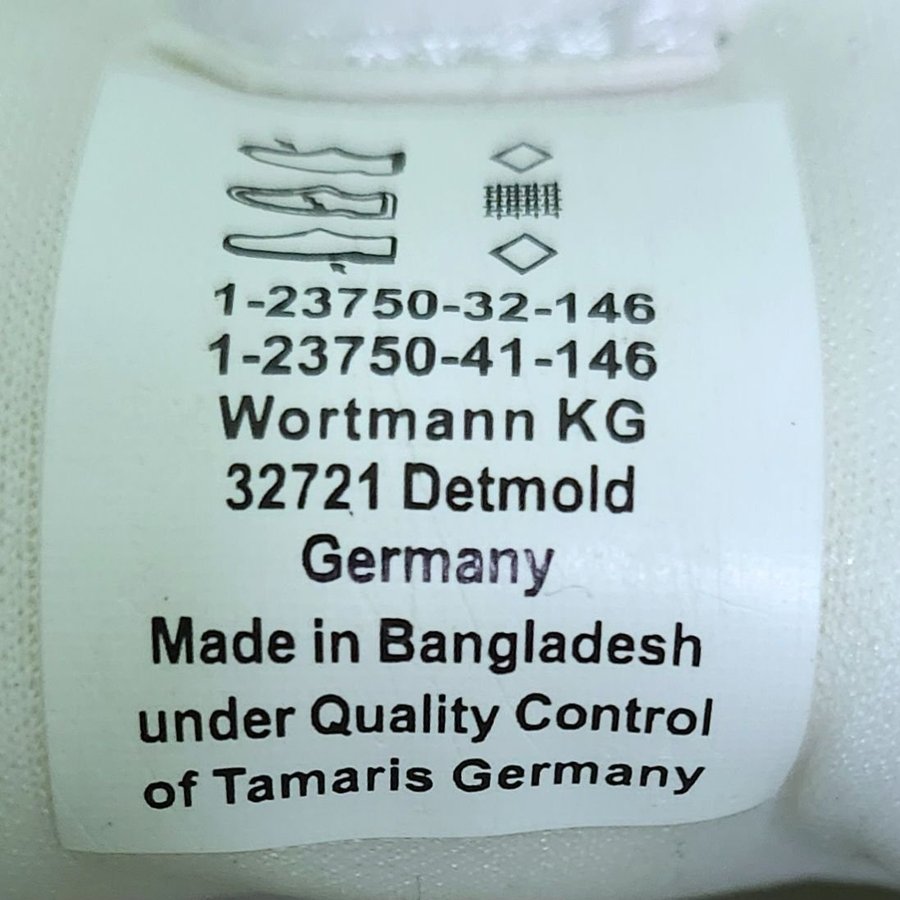 1-23750-32-146
1-23750-41-146
Wortmann KG
32721 Detmold
Germany
Made in Bangladesh
under Quality Control
of Tamaris Germany